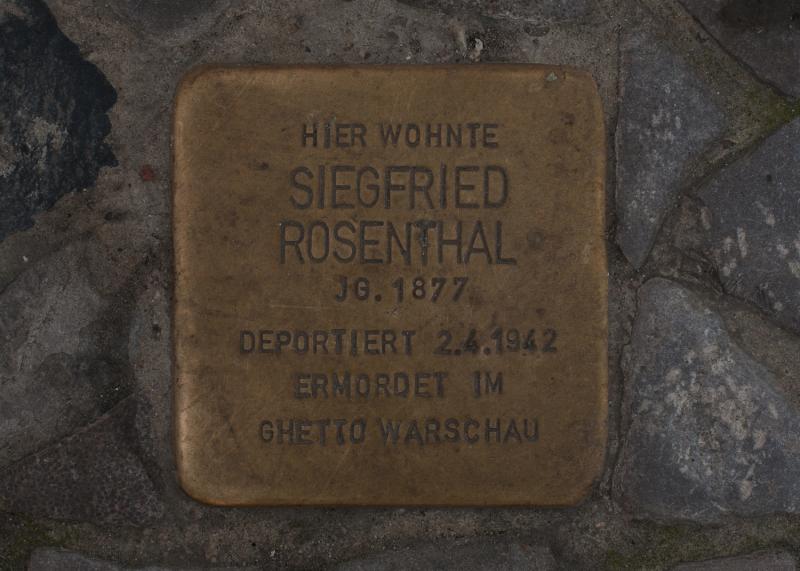 HIER WOHNTE
SIEGFRIED
ROSENTHAL
JG. 1877
DEPORTIERT 2.4.1942
ERMORDET IM
GHETTO WARSCHAU